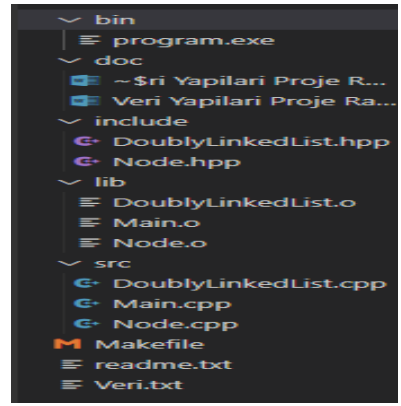 bin
program.exe
doc
~$ri Yapilari Proje R...
Veri Yapilari Proje Ra...
include
DoublyLinkedList.hpp
Node.hpp
lib
DoublyLinkedList.o
Main.o
Node.o
src
DoublyLinkedList.cpp
Main.cpp
Node.cpp
Makefile
readme.txt
Veri.txt